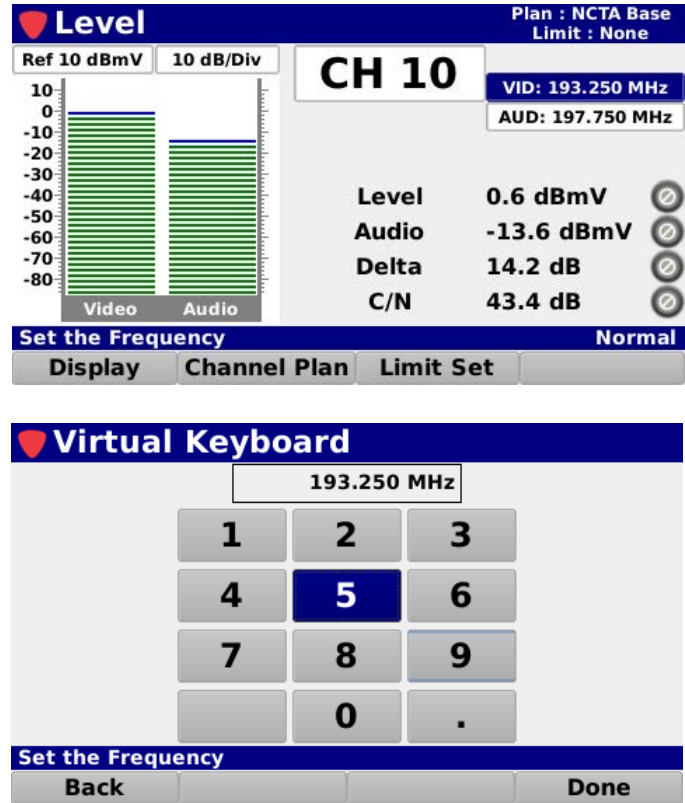 Level
Plan : NCTA Base
Limit : None
Ref 10 dBmV 10 dB/Div
CH 10
VID: 193.250 MHz
AUD: 197.750 MHz
10
0
-10
-20
-30
-40
-50
-60
-70
-80
Video Audio
Level 0.6 dBmV
Audio -13.6 dBmV
Delta 14.2 dB
C/N 43.4 dB
Set the Frequency Normal
Display Channel Plan Limit Set
Virtual Keyboard
193.250 MHz
1 2 3
4 5 6
7 8 9
0 .
Set the Frequency
Back Done